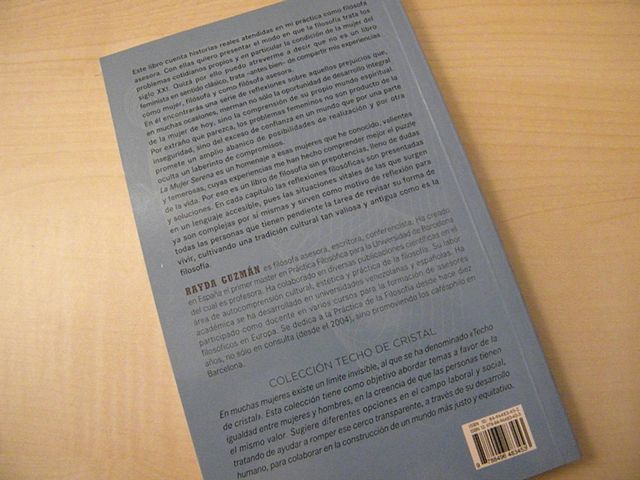 Este libro cuenta historias reales atendidas en mi práctica como filósofa
asesora. Con ellas quiero presentar el modo en que la filosofía trata los
problemas cotidianos propios y en particular la condición de la mujer del
siglo XXI. Quizá por ello puedo atreverme a decir que no es un libro
feminista en sentido clásico, trata –antes bien– de compartir mis experiencias
como mujer, filósofa y como filósofa asesora.
En él encontrarás una serie de reflexiones sobre aquellos prejuicios que,
en muchas ocasiones, merman no sólo la oportunidad de desarrollo integral
de la mujer de hoy, sino la comprensión de su propio mundo espiritual.
Por extraño que parezca, los problemas femeninos no son producto de la
inseguridad, sino del exceso de confianza en un mundo que por una parte
promete un amplio abanico de posibilidades de realización y por otra
oculta un laberinto de compromisos.
La Mujer Serena es un homenaje a esas mujeres que he conocido, valientes
y temerosas, cuyas experiencias me han hecho comprender mejor el puzle
de la vida. Por eso es un libro de filosofía sin prepotencias, lleno de dudas
y soluciones. En cada capítulo las reflexiones filosóficas son presentadas
en un lenguaje accesible, pues las situaciones vitales de las que surgen
ya son complejas por sí mismas y sirven como motivo de reflexión para
todas las personas que tienen pendiente la tarea de revisar su forma de
vivir, cultivando una tradición cultural tan valiosa y antigua como es la
filosofía.
RAYDA GUZMÁN es filósofa asesora, escritora, conferencista. Ha creado
en España el primer master en Práctica Filosófica para la Universidad de Barcelona
del cual es profesora. Ha colaborado en diversas publicaciones científicas en el
área de autocomprensión cultural, estética y práctica de la filosofía. Su labor
académica se ha desarrollado en universidades venezolanas y españolas. Ha
participado como docente en varios cursos para la formación de asesores
filosóficos en Europa. Se dedica a la Práctica de la Filosofía desde hace diez
años, no sólo en consulta (desde el 2004), sino promoviendo los caféphilo en
Barcelona.
COLECCIÓN TECHO DE CRISTAL
En muchas mujeres existe un límite invisible, al que se ha denominado «Techo
de cristal». Esta colección tiene como objetivo abordar temas a favor de la
igualdad entre mujeres y hombres, en la creencia de que las personas tienen
el mismo valor. Sugiere diferentes opciones en el campo laboral y social,
tratando de ayudar a romper ese cerco transparente, a través de su desarrollo
humano, para colaborar en la construcción de un mundo más justo y equitativo.
9 788496 483453